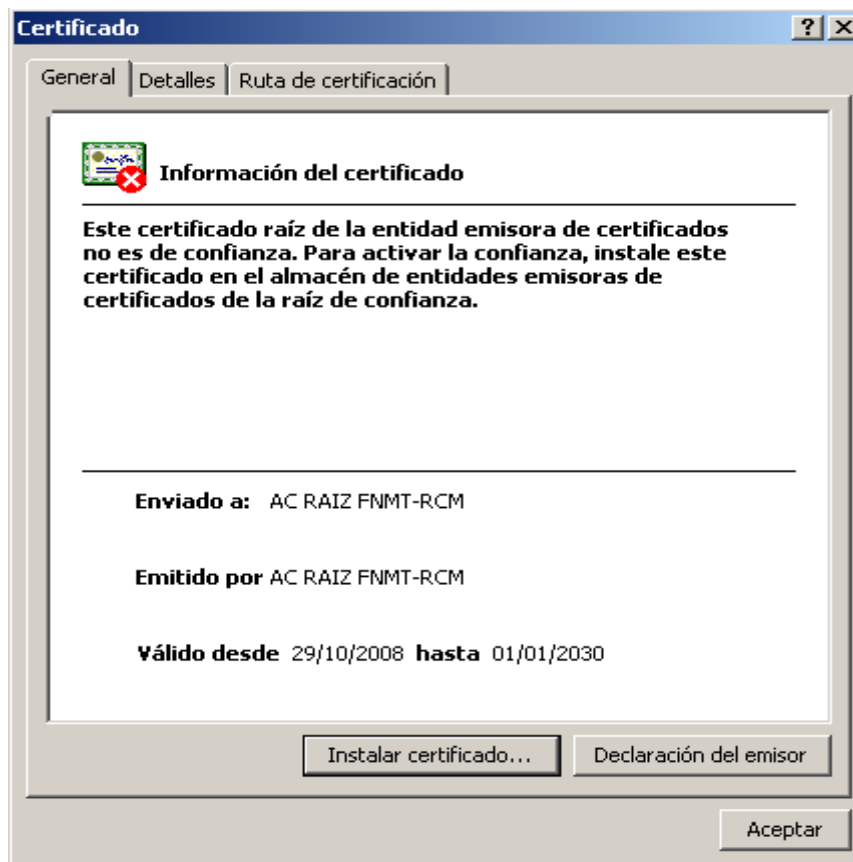 Certificado
General Detalles Ruta de certificación
Información del certificado
Este certificado raíz de la entidad emisora de certificados
no es de confianza. Para activar la confianza, instale este
certificado en el almacén de entidades emisoras de
certificados de la raíz de confianza.
Enviado a: AC RAIZ FNMT-RCM
Emitido por AC RAIZ FNMT-RCM
Válido desde 29/10/2008 hasta 01/01/2030
Instalar certificado... Declaración del emisor
Aceptar